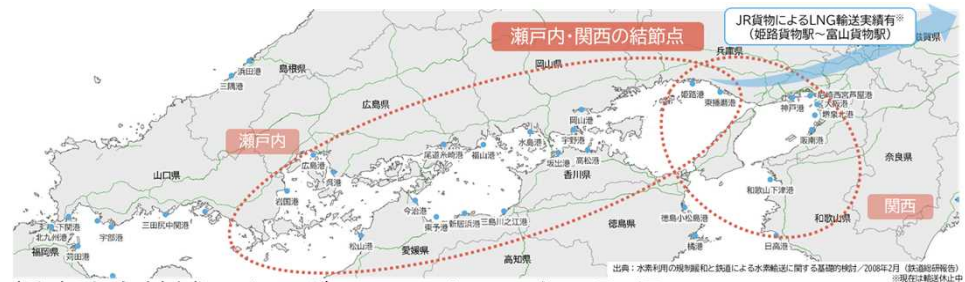 JR貨物によるLNG輸送実績有※
（姫路貨物駅～富山貨物駅）
瀬戸内・関西の結節点
兵庫県
滋賀県
岡山県
島根県
浜田港
三隅港
広島県
姫路港
東播磨港
神戸港
尼崎西宮芦屋港
大阪港
堺泉北港
阪南港
岡山港
宇野港
水島港
瀬戸内
尾道糸崎港
福山港
坂出港
高松港
香川県
奈良県
広島港
呉港
山口県
岩国港
和歌山下津港
関西
今治港
東予港
新居浜港
三島川之江港
徳島小松島港
徳島県
和歌山県
下関港
北九州港
宇部港
三田尻中関港
福岡県
苅田港
松山港
愛媛県
高知県
橘港
日高港
出典：水素利用の規制緩和と鉄道による水素輸送に関する基礎的検討／2008年2月（鉄道総研報告）
※現在は輸送休止中